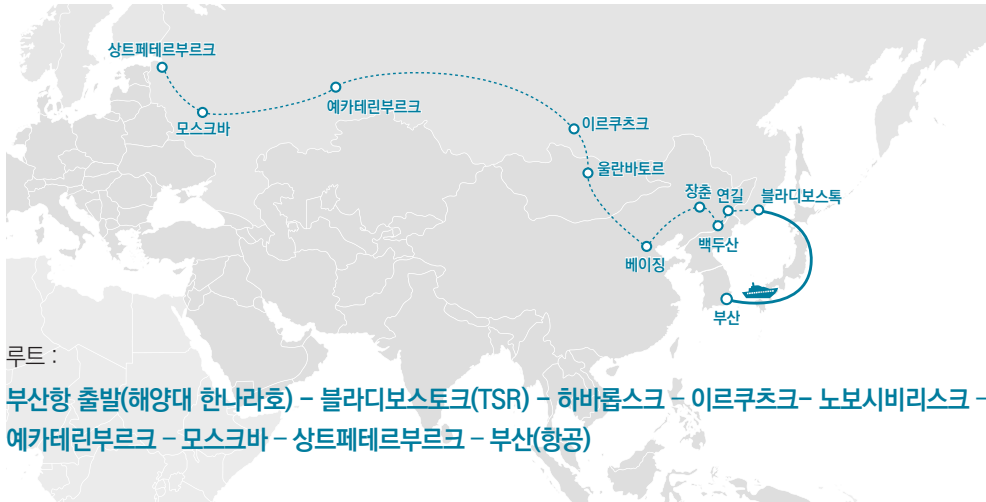 상트페테르부르크
모스크바
예카테린부르크
이르쿠츠크
울란바토르
장춘
연길
블라디보스톡
백두산
베이징
부산
루트 :
부산항 출발(해양대 한나라호) – 블라디보스토크(TSR) – 하바롭스크 – 이르쿠츠크– 노보시비리스크 –
예카테린부르크 – 모스크바 – 상트페테르부르크 – 부산(항공)